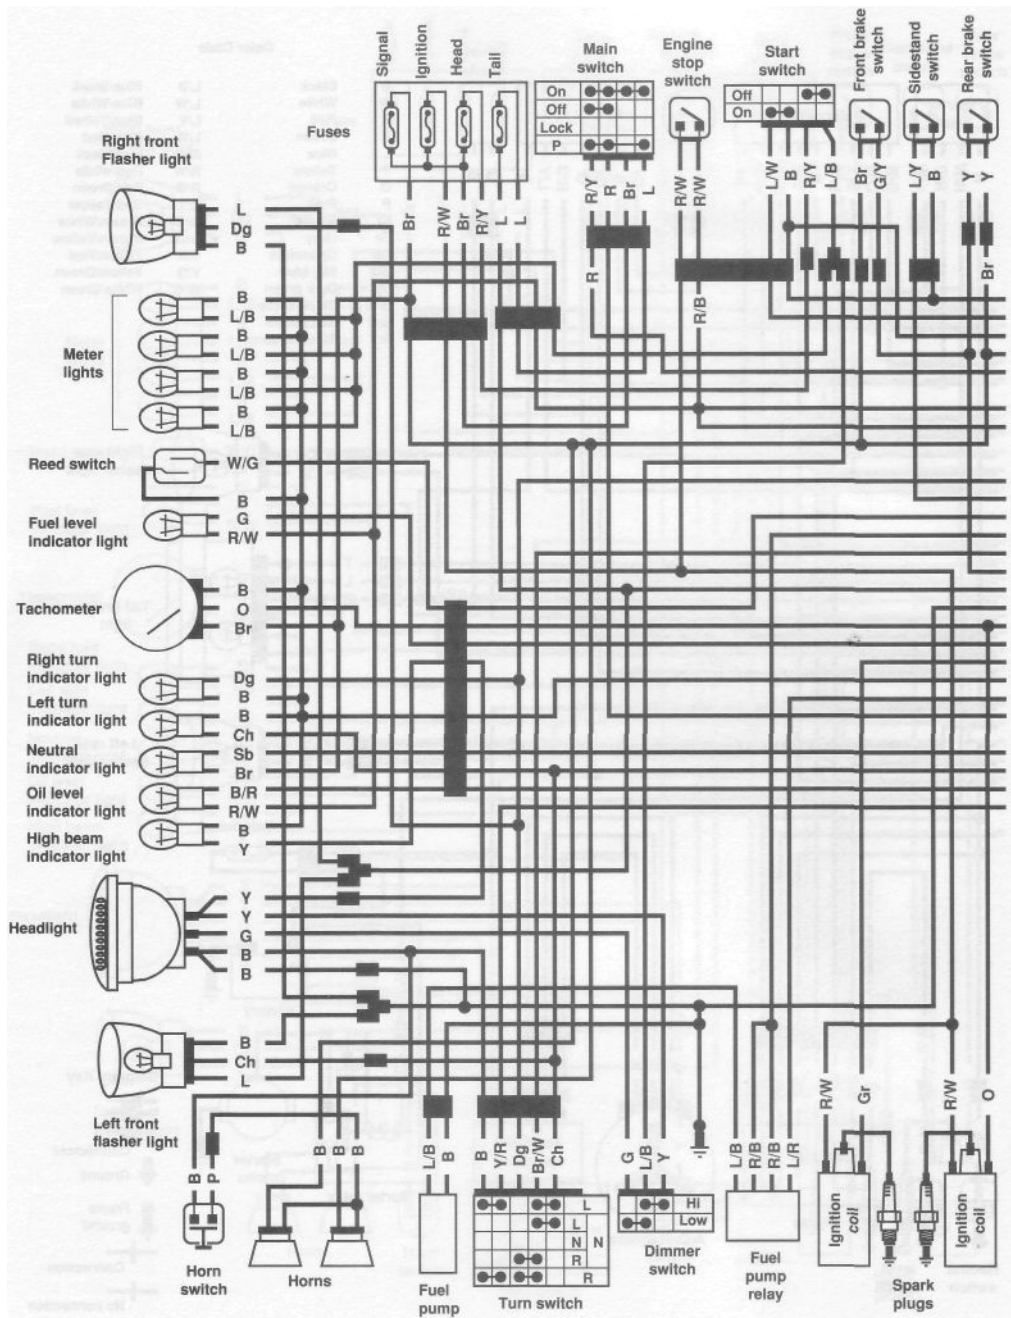 Signal
Ignition
Head
Tail
Main
switch
Engine
stop
switch
Start
switch
Front brake
switch
Sidestand
switch
Rear brake
switch
Fuses
On
Off
Lock
P
Off
On
Right front
Flasher light
L
Dg
B
Br
R/W
Br
R/Y
L
L
R/Y
R
Br
L
R/W
R/W
L/W
B
R/Y
L/B
Br
G/Y
L/Y
B
Y
Y
R
R/B
Br
Meter
lights
B
L/B
B
L/B
B
L/B
B
L/B
Reed switch
W/G
B
Fuel level
indicator light
G
R/W
Tachometer
B
O
Br
Right turn
indicator light
Dg
B
Left turn
indicator light
B
Ch
Neutral
indicator light
Sb
Br
Oil level
indicator light
B/R
R/W
High beam
indicator light
B
Y
Headlight
Y
Y
G
B
B
B
Ch
L
Left front
flasher light
B
P
Horn
switch
B
B
B
Horns
L/B
B
Fuel
pump
B
Y/R
Dg
Br/W
Ch
L
L
N N
R
R
Turn switch
G
L/B
Y
Hi
Low
Dimmer
switch
L/B
R/B
R/B
L/R
Fuel
pump
relay
R/W
Gr
R/W
O
Ignition
coil
Ignition
coil
Spark
plugs